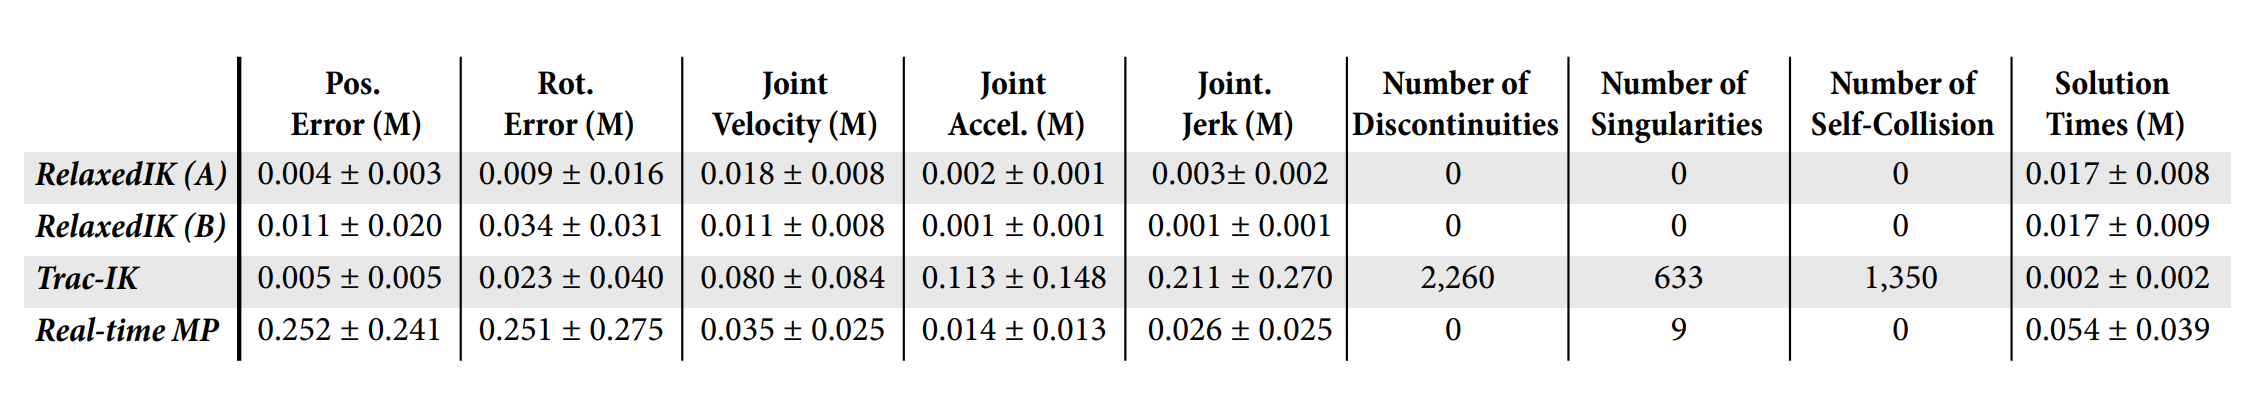 Pos. Error (M) | Rot. Error (M) | Joint Velocity (M) | Joint Accel. (M) | Joint. Jerk (M) | Number of Discontinuities | Number of Singularities | Number of Self-Collision | Solution Times (M)
RelaxedIK (A) | 0.004 ± 0.003 | 0.009 ± 0.016 | 0.018 ± 0.008 | 0.002 ± 0.001 | 0.003± 0.002 | 0 | 0 | 0 | 0.017 ± 0.008
RelaxedIK (B) | 0.011 ± 0.020 | 0.034 ± 0.031 | 0.011 ± 0.008 | 0.001 ± 0.001 | 0.001 ± 0.001 | 0 | 0 | 0 | 0.017 ± 0.009
Trac-IK | 0.005 ± 0.005 | 0.023 ± 0.040 | 0.080 ± 0.084 | 0.113 ± 0.148 | 0.211 ± 0.270 | 2,260 | 633 | 1,350 | 0.002 ± 0.002
Real-time MP | 0.252 ± 0.241 | 0.251 ± 0.275 | 0.035 ± 0.025 | 0.014 ± 0.013 | 0.026 ± 0.025 | 0 | 9 | 0 | 0.054 ± 0.039